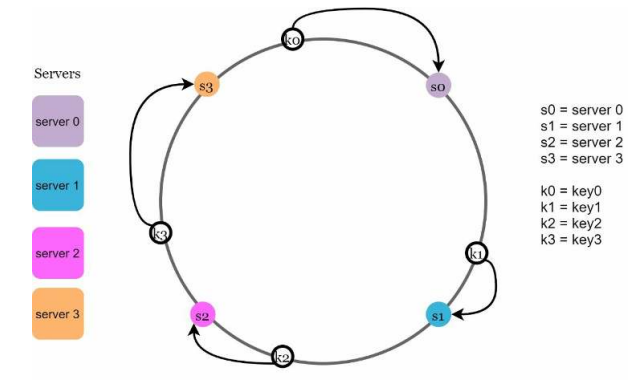 Servers
server 0
server 1
server 2
server 3
k0
s0
s3
k3
k1
s2
s1
k2
s0 = server 0
s1 = server 1
s2 = server 2
s3 = server 3
k0 = key0
k1 = key1
k2 = key2
k3 = key3